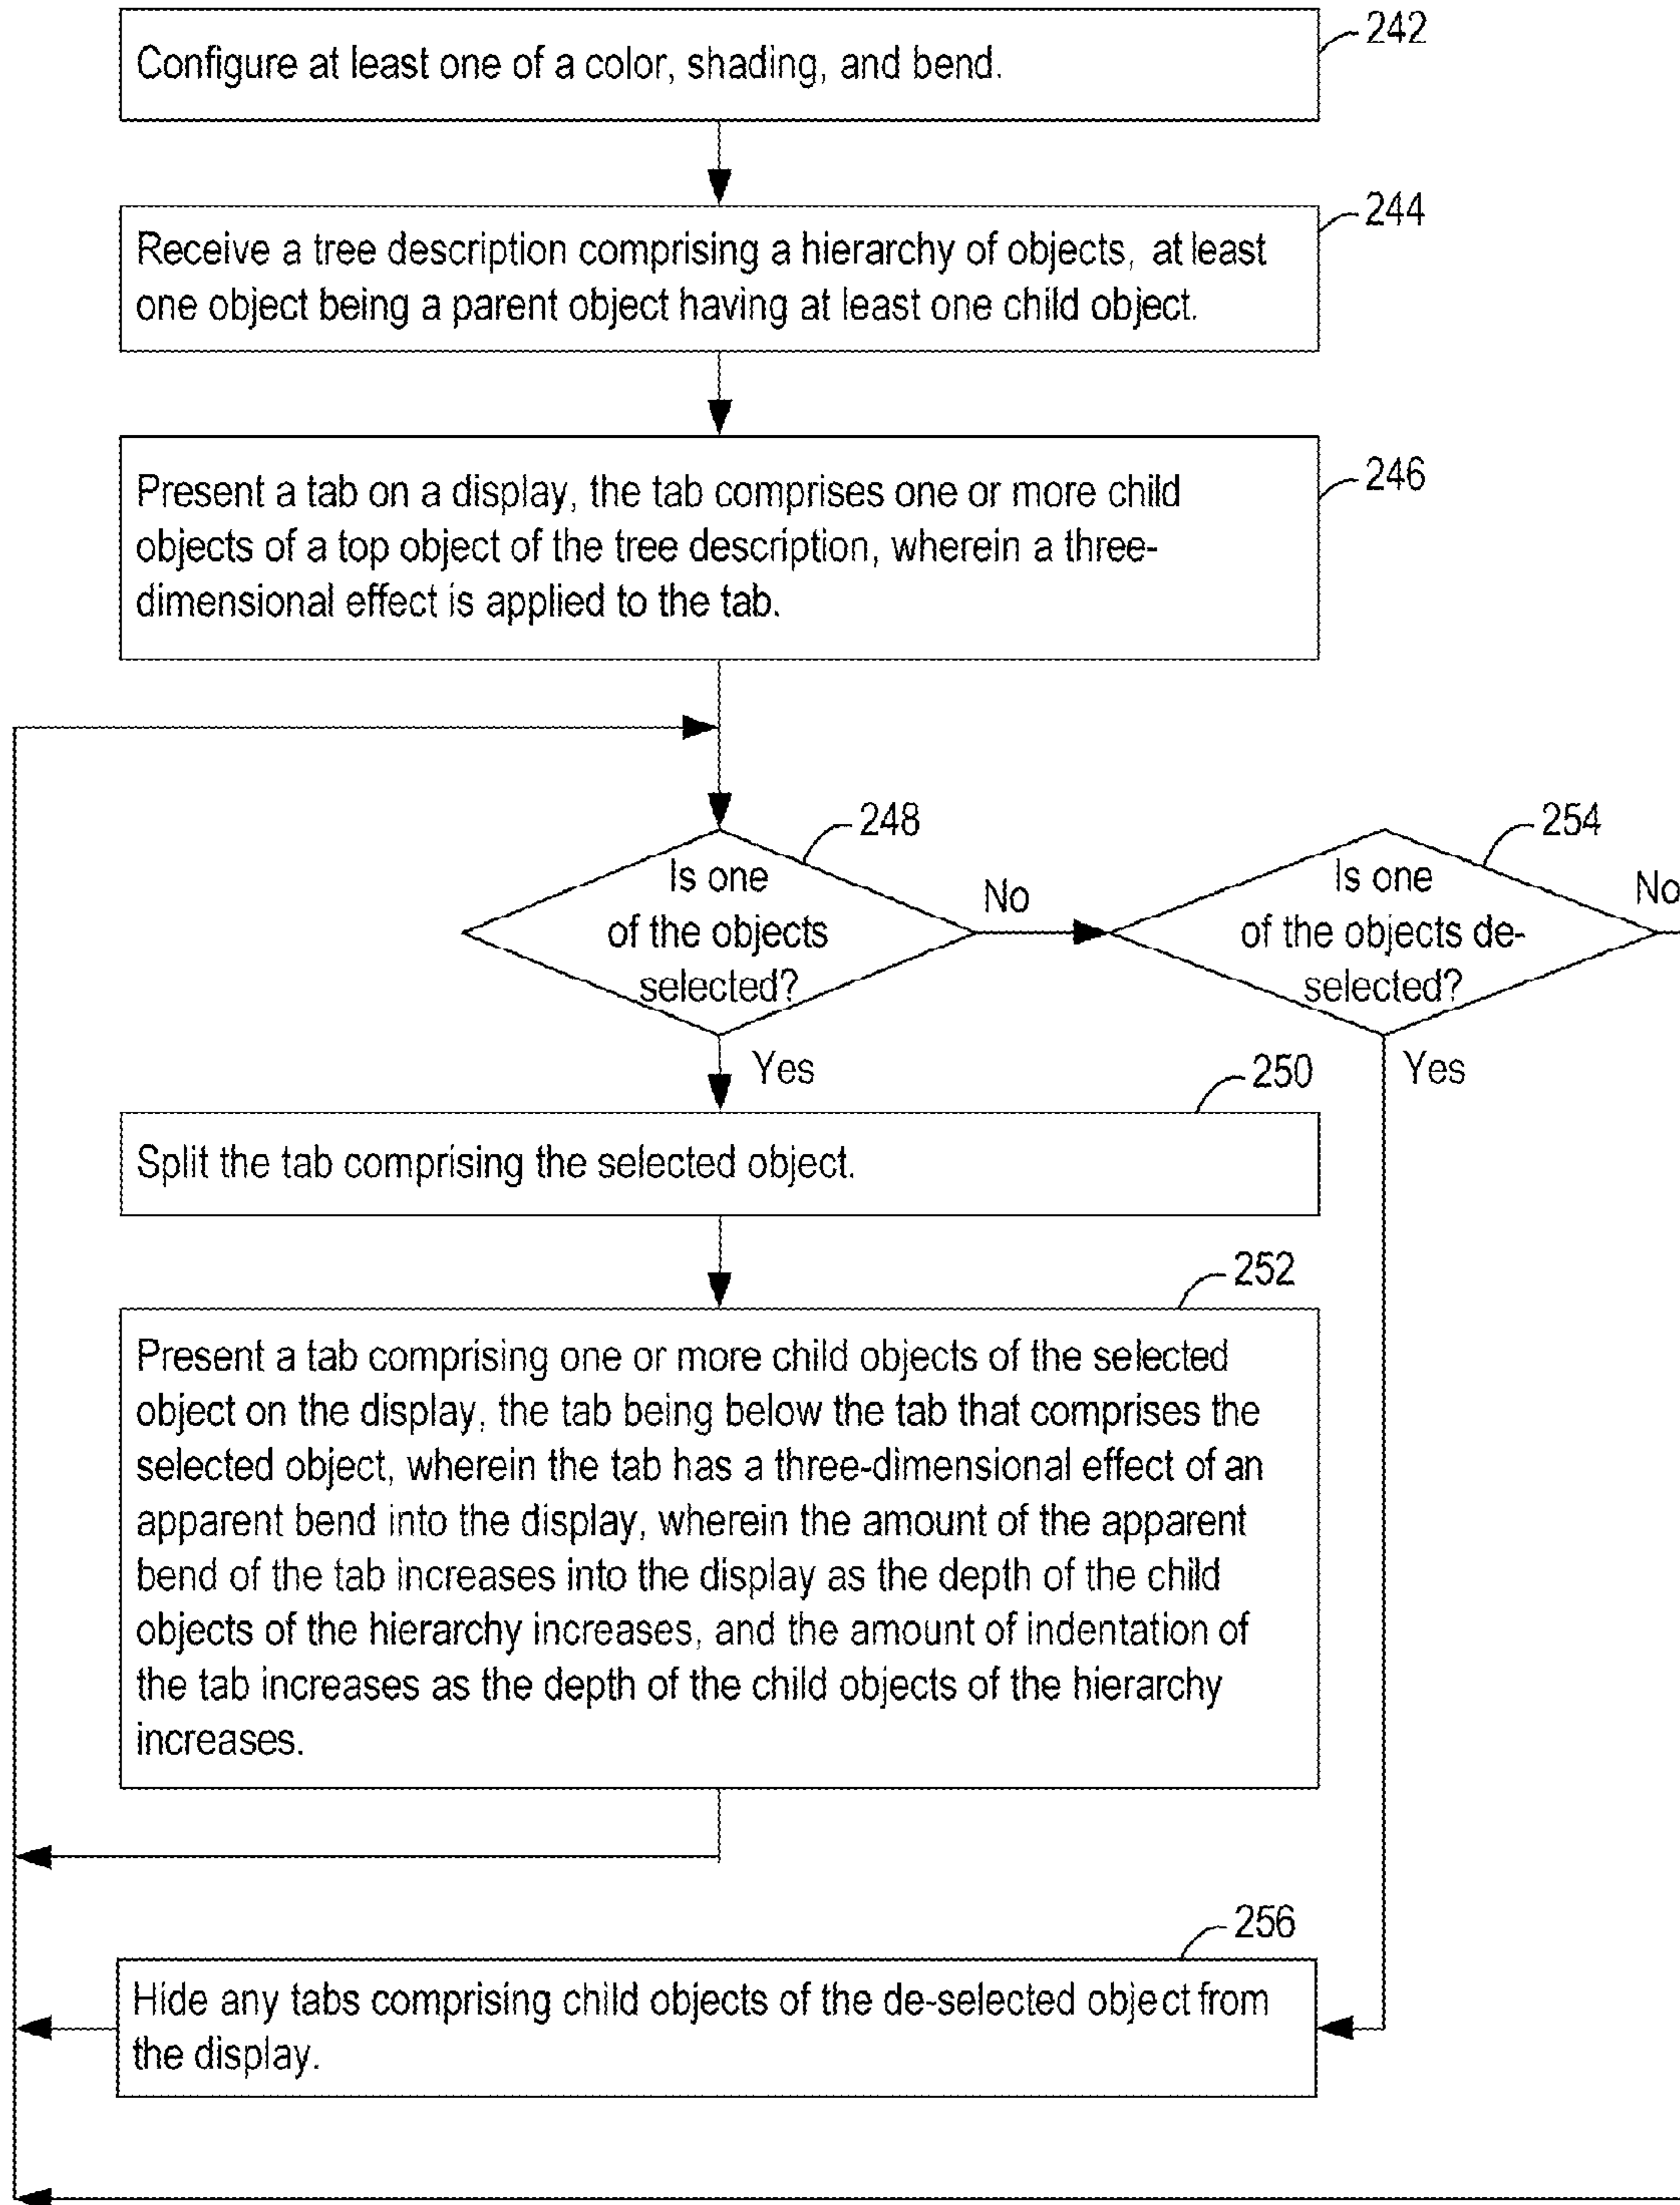 242
Configure at least one of a color, shading, and bend.
244
Receive a tree description comprising a hierarchy of objects, at least
one object being a parent object having at least one child object.
246
Present a tab on a display, the tab comprises one or more child
objects of a top object of the tree description, wherein a three-
dimensional effect is applied to the tab.
248
Is one
of the objects
selected?
No
254
Is one
of the objects de-
selected?
No
Yes
Yes
250
Split the tab comprising the selected object.
252
Present a tab comprising one or more child objects of the selected
object on the display, the tab being below the tab that comprises the
selected object, wherein the tab has a three-dimensional effect of an
apparent bend into the display, wherein the amount of the apparent
bend of the tab increases into the display as the depth of the child
objects of the hierarchy increases, and the amount of indentation of
the tab increases as the depth of the child objects of the hierarchy
increases.
256
Hide any tabs comprising child objects of the de-selected object from
the display.